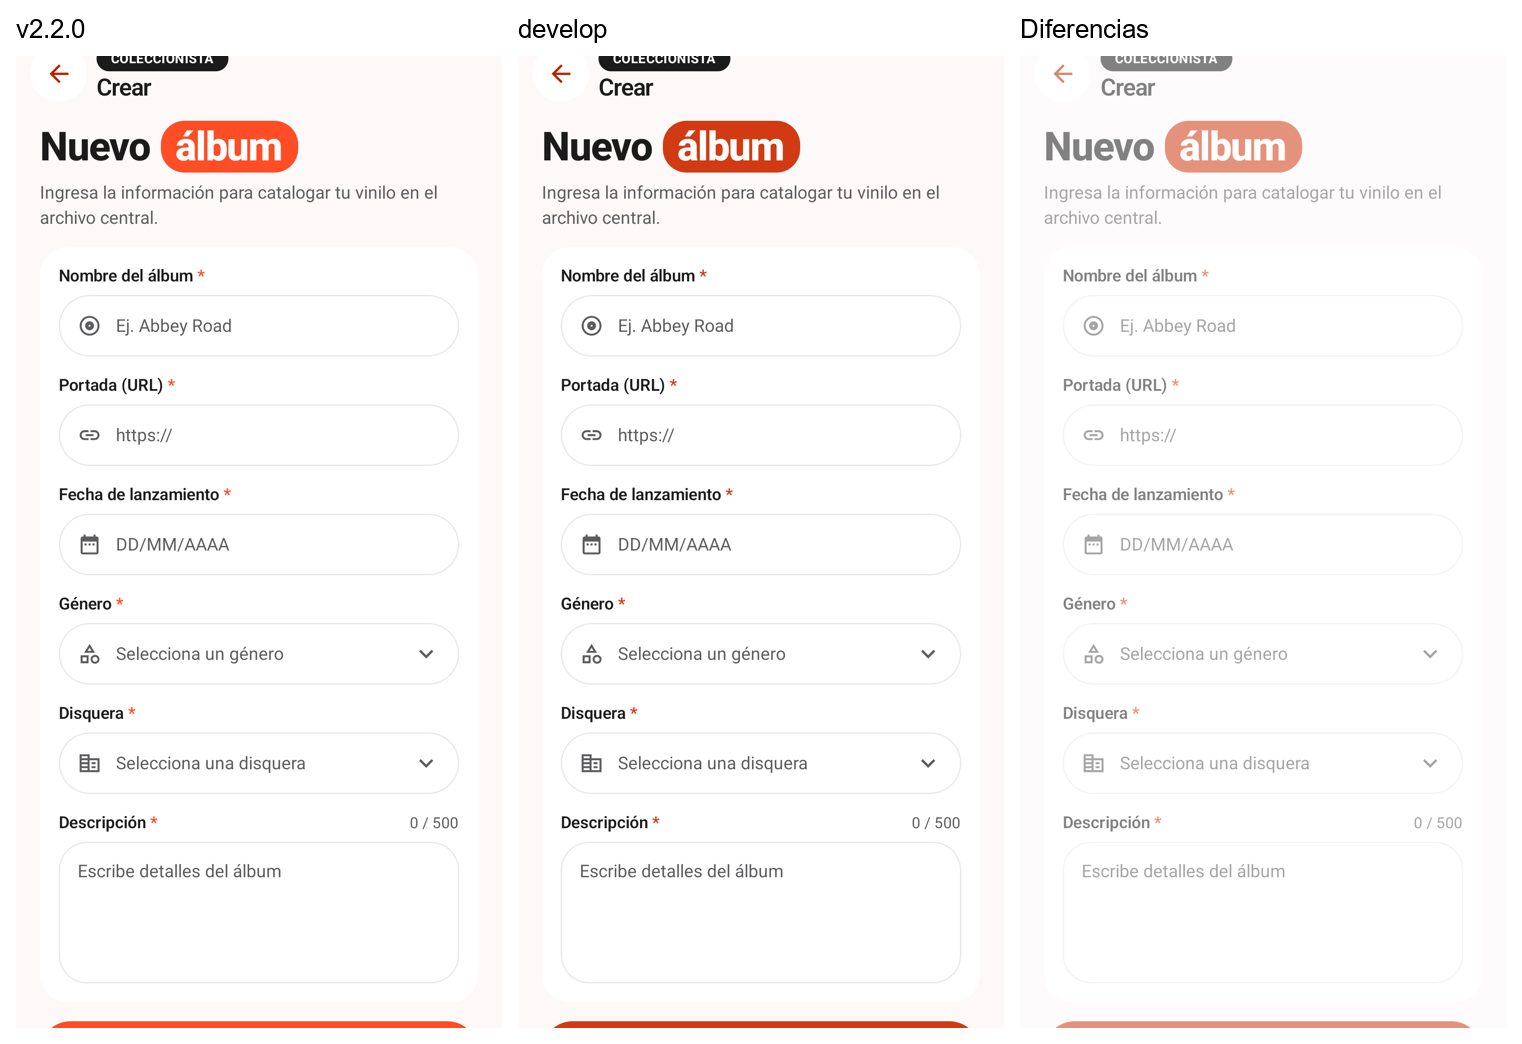 v2.2.0
COLECCIONISTA
Crear
Nuevo álbum
Ingresa la información para catalogar tu vinilo en el
archivo central.
Nombre del álbum *
Ej. Abbey Road
Portada (URL) *
https://
Fecha de lanzamiento *
DD/MM/AAAA
Género *
Selecciona un género
Disquera *
Selecciona una disquera
Descripción *
0 / 500
Escribe detalles del álbum
develop
COLECCIONISTA
Crear
Nuevo álbum
Ingresa la información para catalogar tu vinilo en el
archivo central.
Nombre del álbum *
Ej. Abbey Road
Portada (URL) *
https://
Fecha de lanzamiento *
DD/MM/AAAA
Género *
Selecciona un género
Disquera *
Selecciona una disquera
Descripción *
0 / 500
Escribe detalles del álbum
Diferencias
COLECCIONISTA
Crear
Nuevo álbum
Ingresa la información para catalogar tu vinilo en el
archivo central.
Nombre del álbum *
Ej. Abbey Road
Portada (URL) *
https://
Fecha de lanzamiento *
DD/MM/AAAA
Género *
Selecciona un género
Disquera *
Selecciona una disquera
Descripción *
0 / 500
Escribe detalles del álbum